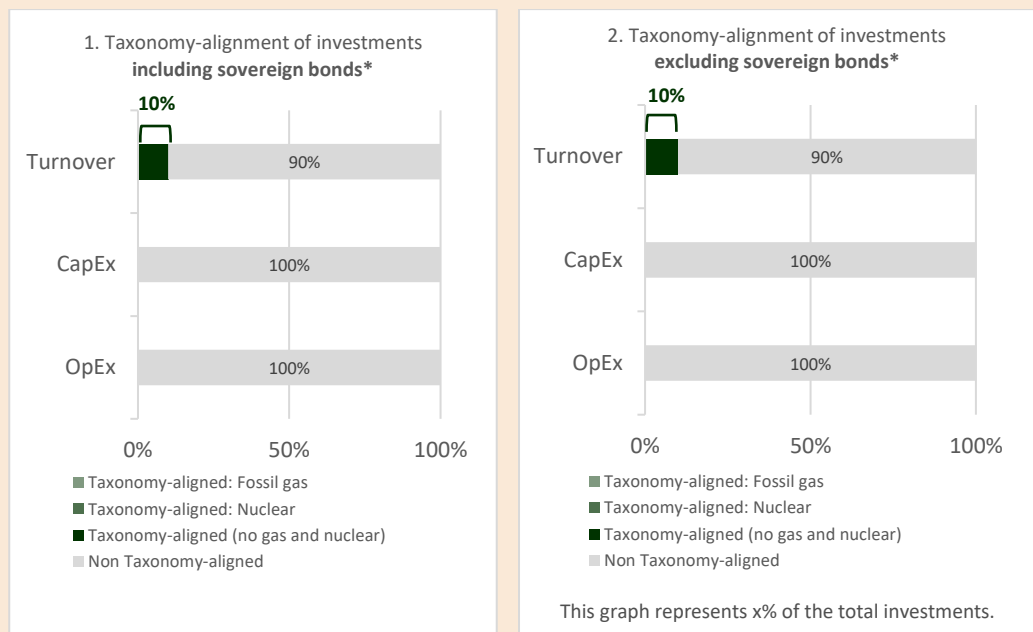 1. Taxonomy-alignment of investments
including sovereign bonds*
10%
Turnover
90%
CapEx
100%
OpEx
100%
0%
50%
100%
Taxonomy-aligned: Fossil gas
Taxonomy-aligned: Nuclear
Taxonomy-aligned (no gas and nuclear)
Non Taxonomy-aligned
2. Taxonomy-alignment of investments
excluding sovereign bonds*
10%
Turnover
90%
CapEx
100%
OpEx
100%
0%
50%
100%
Taxonomy-aligned: Fossil gas
Taxonomy-aligned: Nuclear
Taxonomy-aligned (no gas and nuclear)
Non Taxonomy-aligned
This graph represents x% of the total investments.